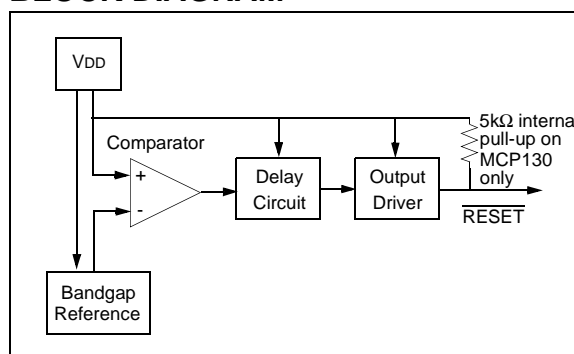 VDD
Comparator
+
-
Delay
Circuit
Output
Driver
5kΩ interna
pull-up on
MCP130
only
RESET
Bandgap
Reference